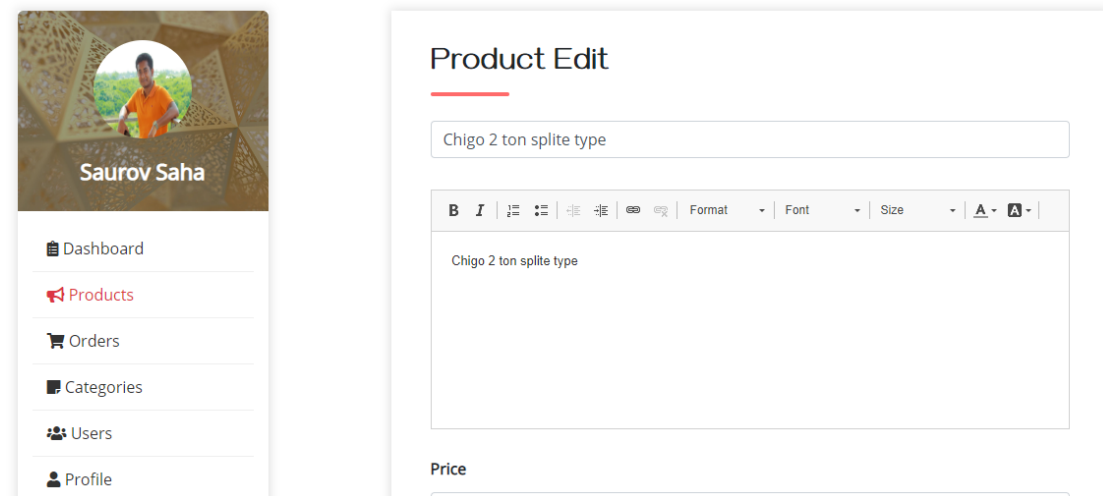 Saurov Saha
Dashboard
Products
Orders
Categories
Users
Profile
Product Edit
Chigo 2 ton splite type
B I Format Font Size A A
Chigo 2 ton splite type
Price